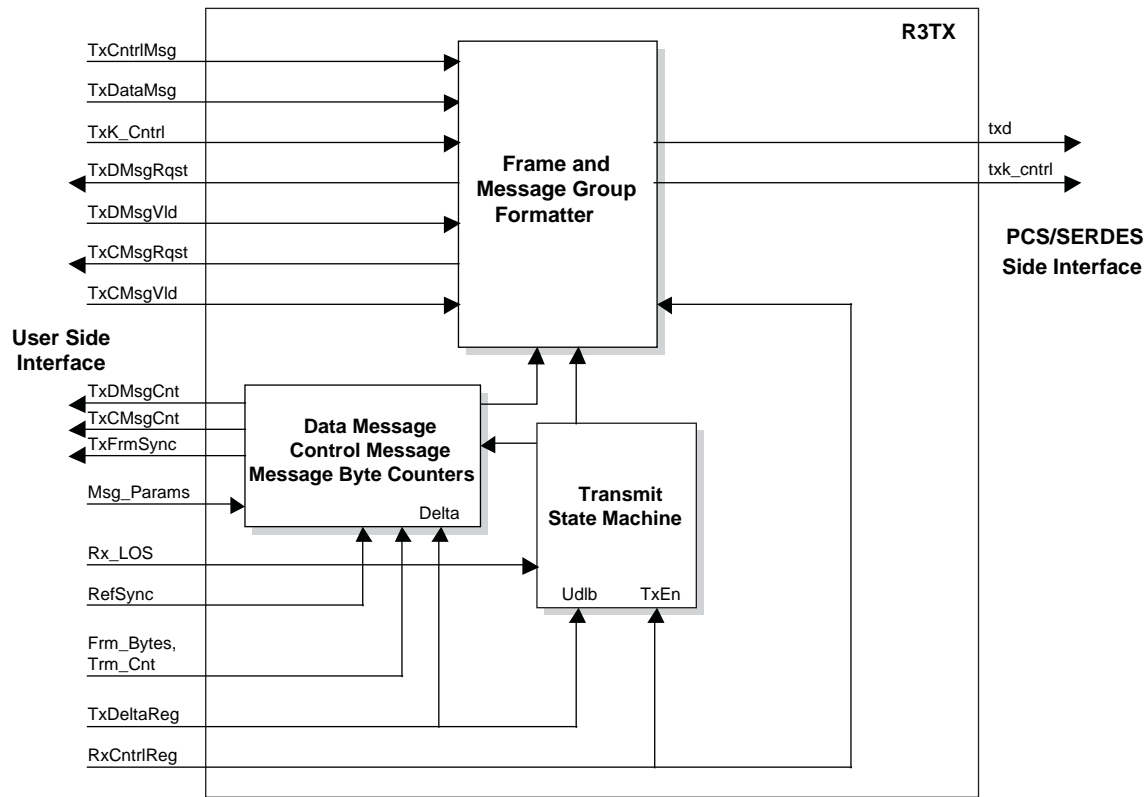 R3TX
TxCntrlMsg
TxDataMsg
TxK_Cntrl
TxDMsgRqst
TxDMsgVld
TxCMsgRqst
TxCMsgVld
Frame and
Message Group
Formatter
txd
txk_cntrl
PCS/SERDES
Side Interface
User Side
Interface
TxDMsgCnt
TxCMsgCnt
TxFrmSync
Msg_Params
Data Message
Control Message
Message Byte Counters
Delta
Transmit
State Machine
Udlb
TxEn
Rx_LOS
RefSync
Frm_Bytes,
Trm_Cnt
TxDeltaReg
RxCntrlReg